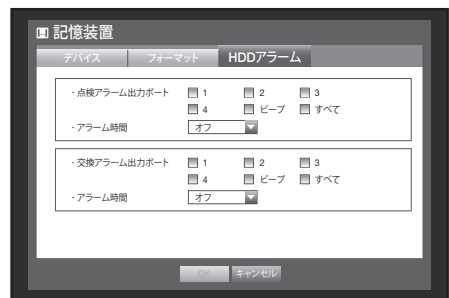 記憶装置
デバイス フォーマット HDDアラーム
・点検アラーム出力ポート 1 2 3
4 ビープ すべて
・アラーム時間 オフ
・交換アラーム出力ポート 1 2 3
4 ビープ すべて
・アラーム時間 オフ
OK キャンセル